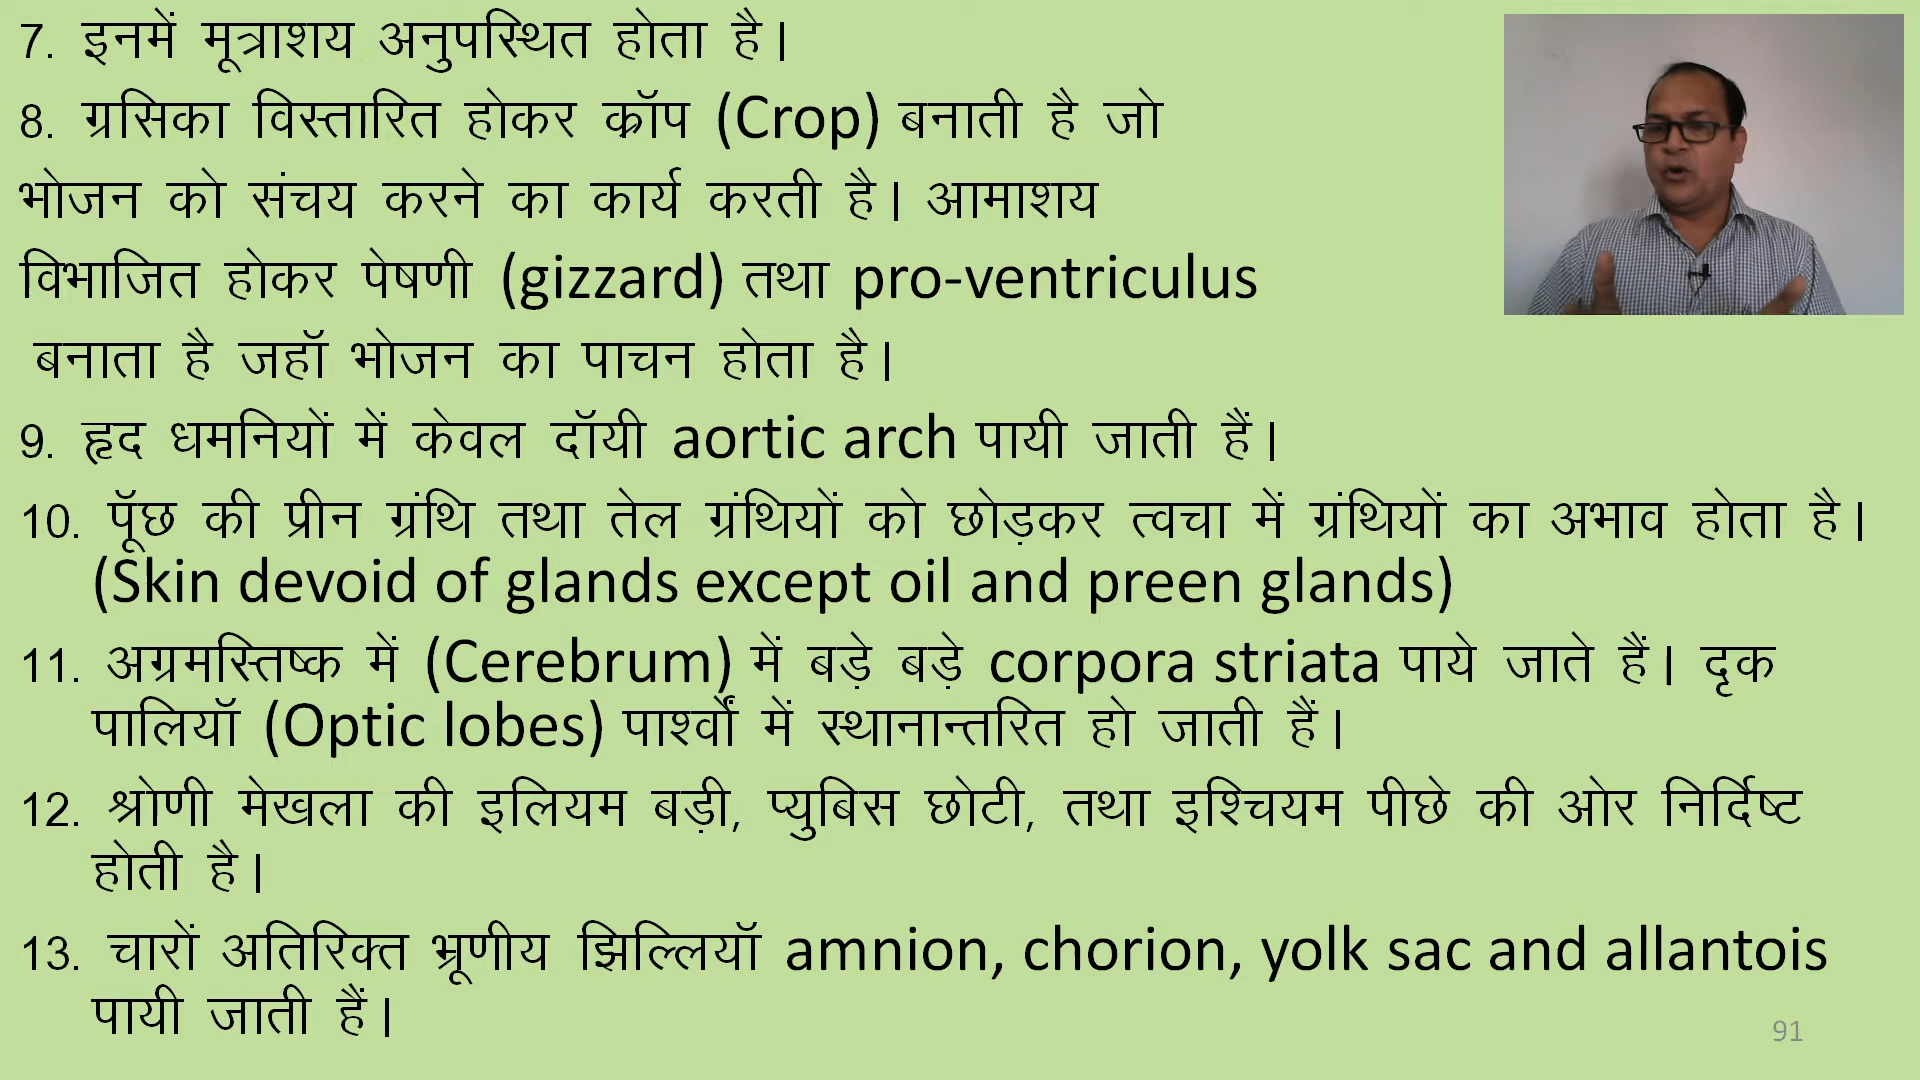 7. इनमें मूत्राशय अनुपस्थित होता है।
8. ग्रसिका विस्तारित होकर क्रॉप (Crop) बनाती है जो
भोजन को संचय करने का कार्य करती है। आमाशय
विभाजित होकर पेषणी (gizzard) तथा pro-ventriculus
बनाता है जहॉ भोजन का पाचन होता है।
9. हृद धमनियों में केवल दॉयी aortic arch पायी जाती हैं।
10. पूॅछ की प्रीन ग्रंथि तथा तेल ग्रंथियों को छोड़कर त्वचा में ग्रंथियों का अभाव होता है।
(Skin devoid of glands except oil and preen glands)
11. अग्रमस्तिष्क में (Cerebrum) में बड़े बड़े corpora striata पाये जाते हैं। दृक
पालियॉ (Optic lobes) पार्श्वों में स्थानान्तरित हो जाती हैं।
12. श्रोणी मेखला की इलियम बड़ी, प्युबिस छोटी, तथा इश्चियम पीछे की ओर निर्दिष्ट
होती है।
13. चारों अतिरिक्त भ्रूणीय झिल्लियॉ amnion, chorion, yolk sac and allantois
पायी जाती हैं।
91